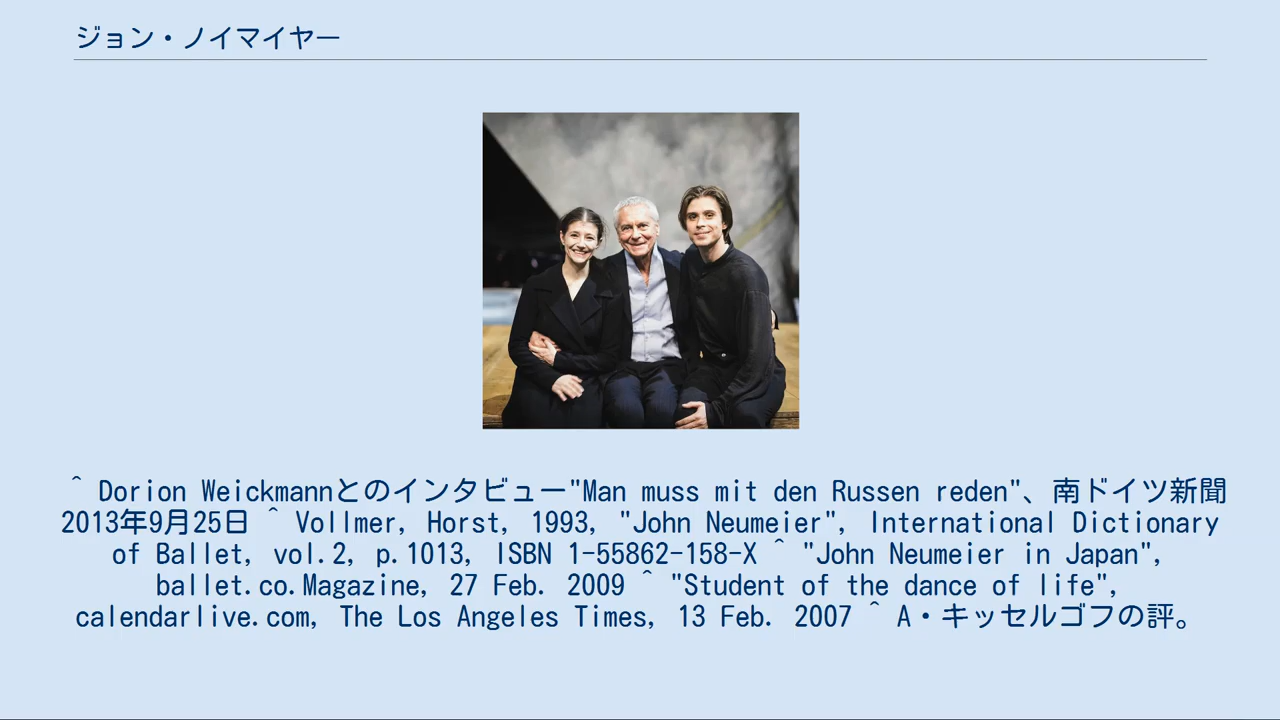 ジョン・ノイマイヤー
^ Dorion Weickmannとのインタビュー"Man muss mit den Russen reden"、南ドイツ新聞
2013年9月25日 ^ Vollmer, Horst, 1993, "John Neumeier", International Dictionary
of Ballet, vol.2, p.1013, ISBN 1-55862-158-X ^ "John Neumeier in Japan",
ballet.co.Magazine, 27 Feb. 2009 ^ "Student of the dance of life",
calendarlive.com, The Los Angeles Times, 13 Feb. 2007 ^ A・キッセルゴフの評。